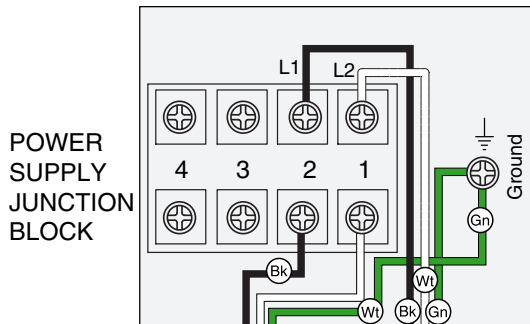 L1 L2
POWER
SUPPLY
JUNCTION
BLOCK
4 3 2 1
Ground
Gn
Bk
Wt
Wt Bk Gn